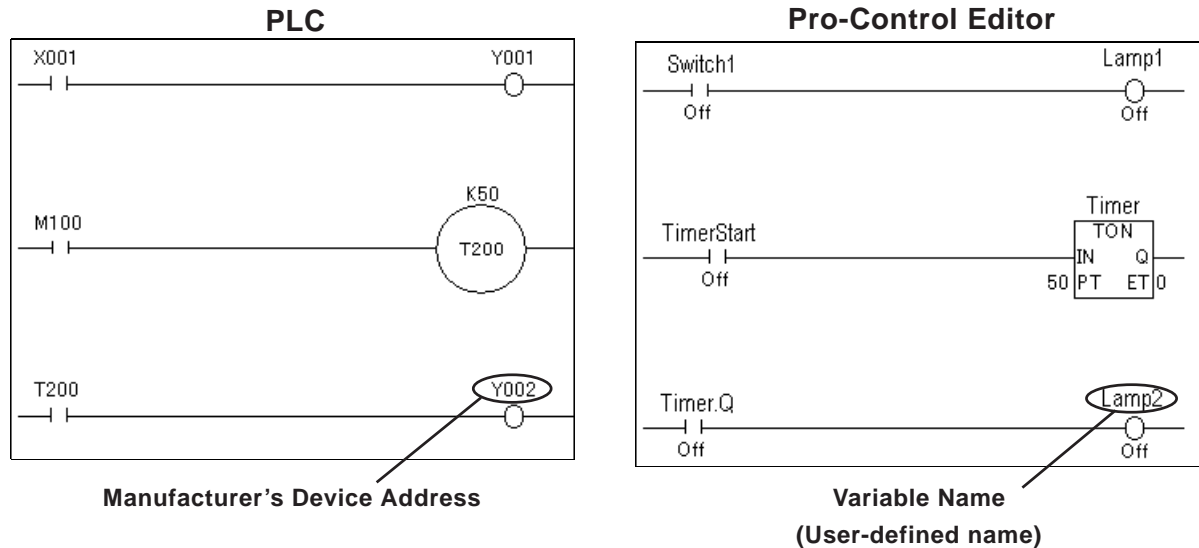 PLC
X001 Y001
K50
M100
T200
T200 Y002
Manufacturer’s Device Address
Pro-Control Editor
Switch1 Lamp1
Off Off
Timer
TimerStart TON
IN Q
Off 50 PT ET 0
Timer.Q Lamp2
Off Off
Variable Name
(User-defined name)